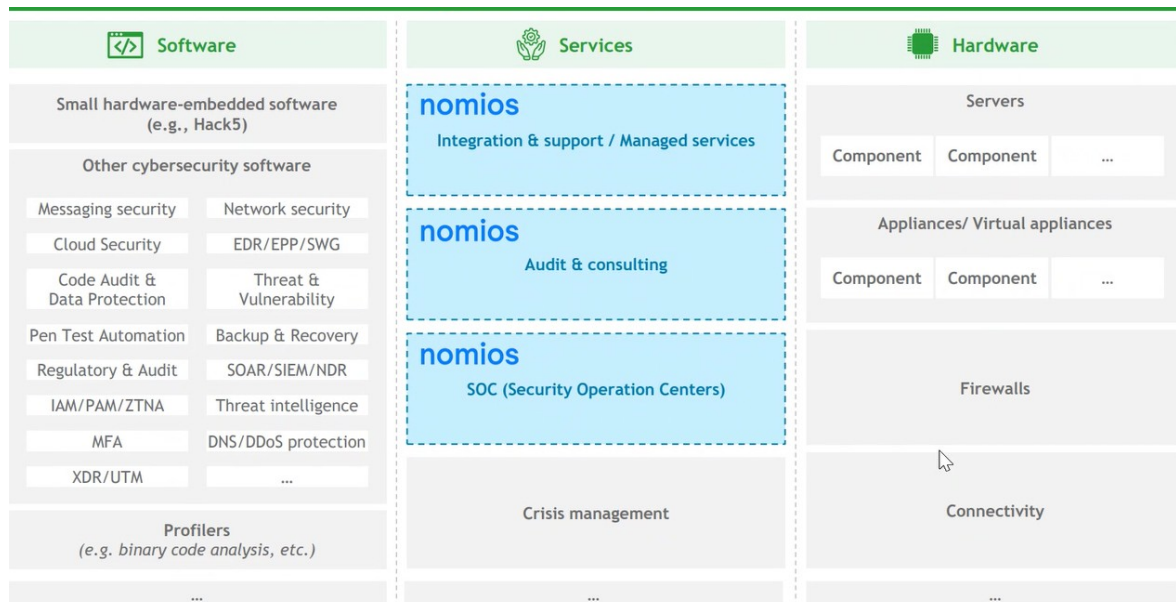 Software
Small hardware-embedded software
(e.g., Hack5)
Other cybersecurity software
Messaging security
Network security
Cloud Security
EDR/EPP/SWG
Code Audit &
Data Protection
Threat &
Vulnerability
Pen Test Automation
Backup & Recovery
Regulatory & Audit
SOAR/SIEM/NDR
IAM/PAM/ZTNA
Threat intelligence
MFA
DNS/DDoS protection
XDR/UTM
...
Profilers
(e.g. binary code analysis, etc.)
...
Services
nomios
Integration & support / Managed services
nomios
Audit & consulting
nomios
SOC (Security Operation Centers)
Crisis management
...
Hardware
Servers
Component
Component
...
Appliances/ Virtual appliances
Component
Component
...
Firewalls
Connectivity
...